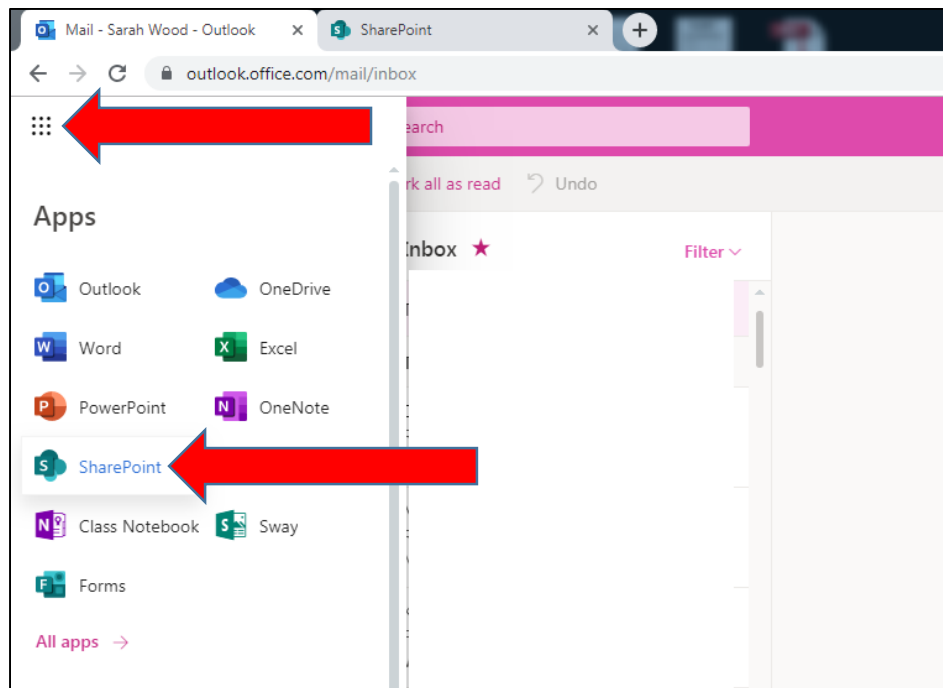 Mail - Sarah Wood - Outlook
SharePoint
outlook.office.com/mail/inbox
earch
rk all as read
Undo
Apps
Inbox
Filter
Outlook
OneDrive
Word
Excel
PowerPoint
OneNote
SharePoint
Class Notebook
Sway
Forms
All apps